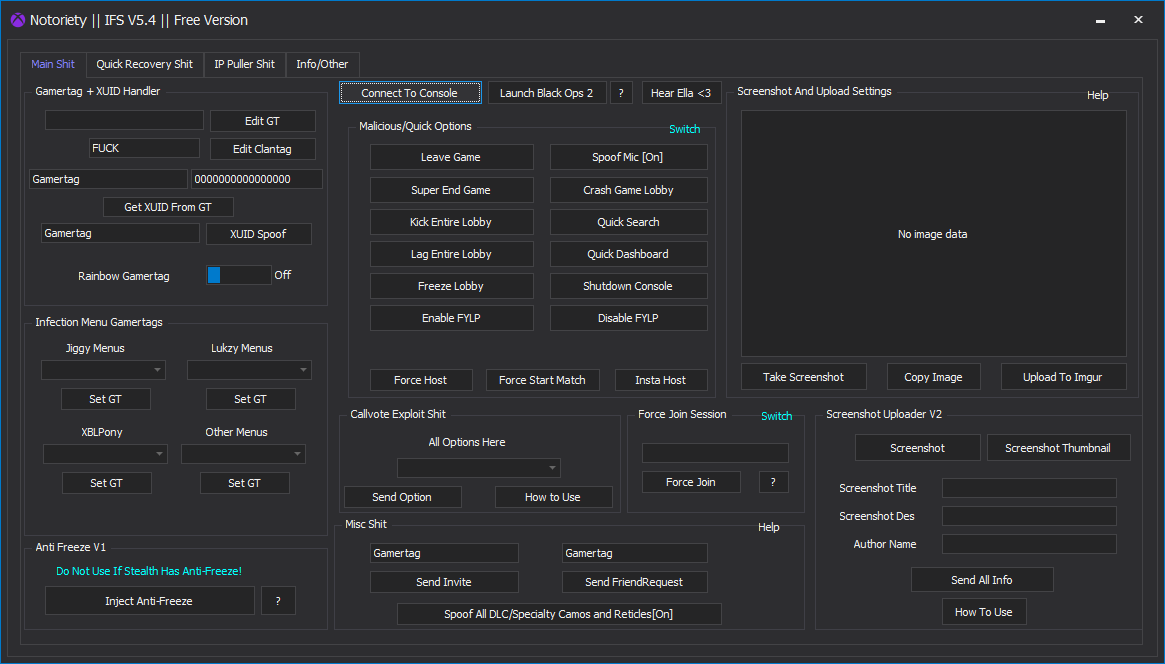 Notoriety || IFS V5.4 || Free Version
Main Shit
Quick Recovery Shit
IP Puller Shit
Info/Other
Gamertag + XUID Handler
Edit GT
FUCK
Edit Clantag
Gamertag
0000000000000000
Get XUID From GT
Gamertag
XUID Spoof
Rainbow Gamertag
Off
Infection Menu Gamertags
Jiggy Menus
Lukzy Menus
Set GT
Set GT
XBLPony
Other Menus
Set GT
Set GT
Anti Freeze V1
Do Not Use If Stealth Has Anti-Freeze!
Inject Anti-Freeze
?
Connect To Console
Launch Black Ops 2
?
Hear Ella <3
Malicious/Quick Options
Switch
Leave Game
Spoof Mic [On]
Super End Game
Crash Game Lobby
Kick Entire Lobby
Quick Search
Lag Entire Lobby
Quick Dashboard
Freeze Lobby
Shutdown Console
Enable FYLP
Disable FYLP
Force Host
Force Start Match
Insta Host
Callvote Exploit Shit
All Options Here
Send Option
How to Use
Force Join Session
Switch
Force Join
?
Misc Shit
Help
Gamertag
Gamertag
Send Invite
Send FriendRequest
Spoof All DLC/Specialty Camos and Reticles[On]
Screenshot And Upload Settings
Help
No image data
Take Screenshot
Copy Image
Upload To Imgur
Screenshot Uploader V2
Screenshot
Screenshot Thumbnail
Screenshot Title
Screenshot Des
Author Name
Send All Info
How To Use